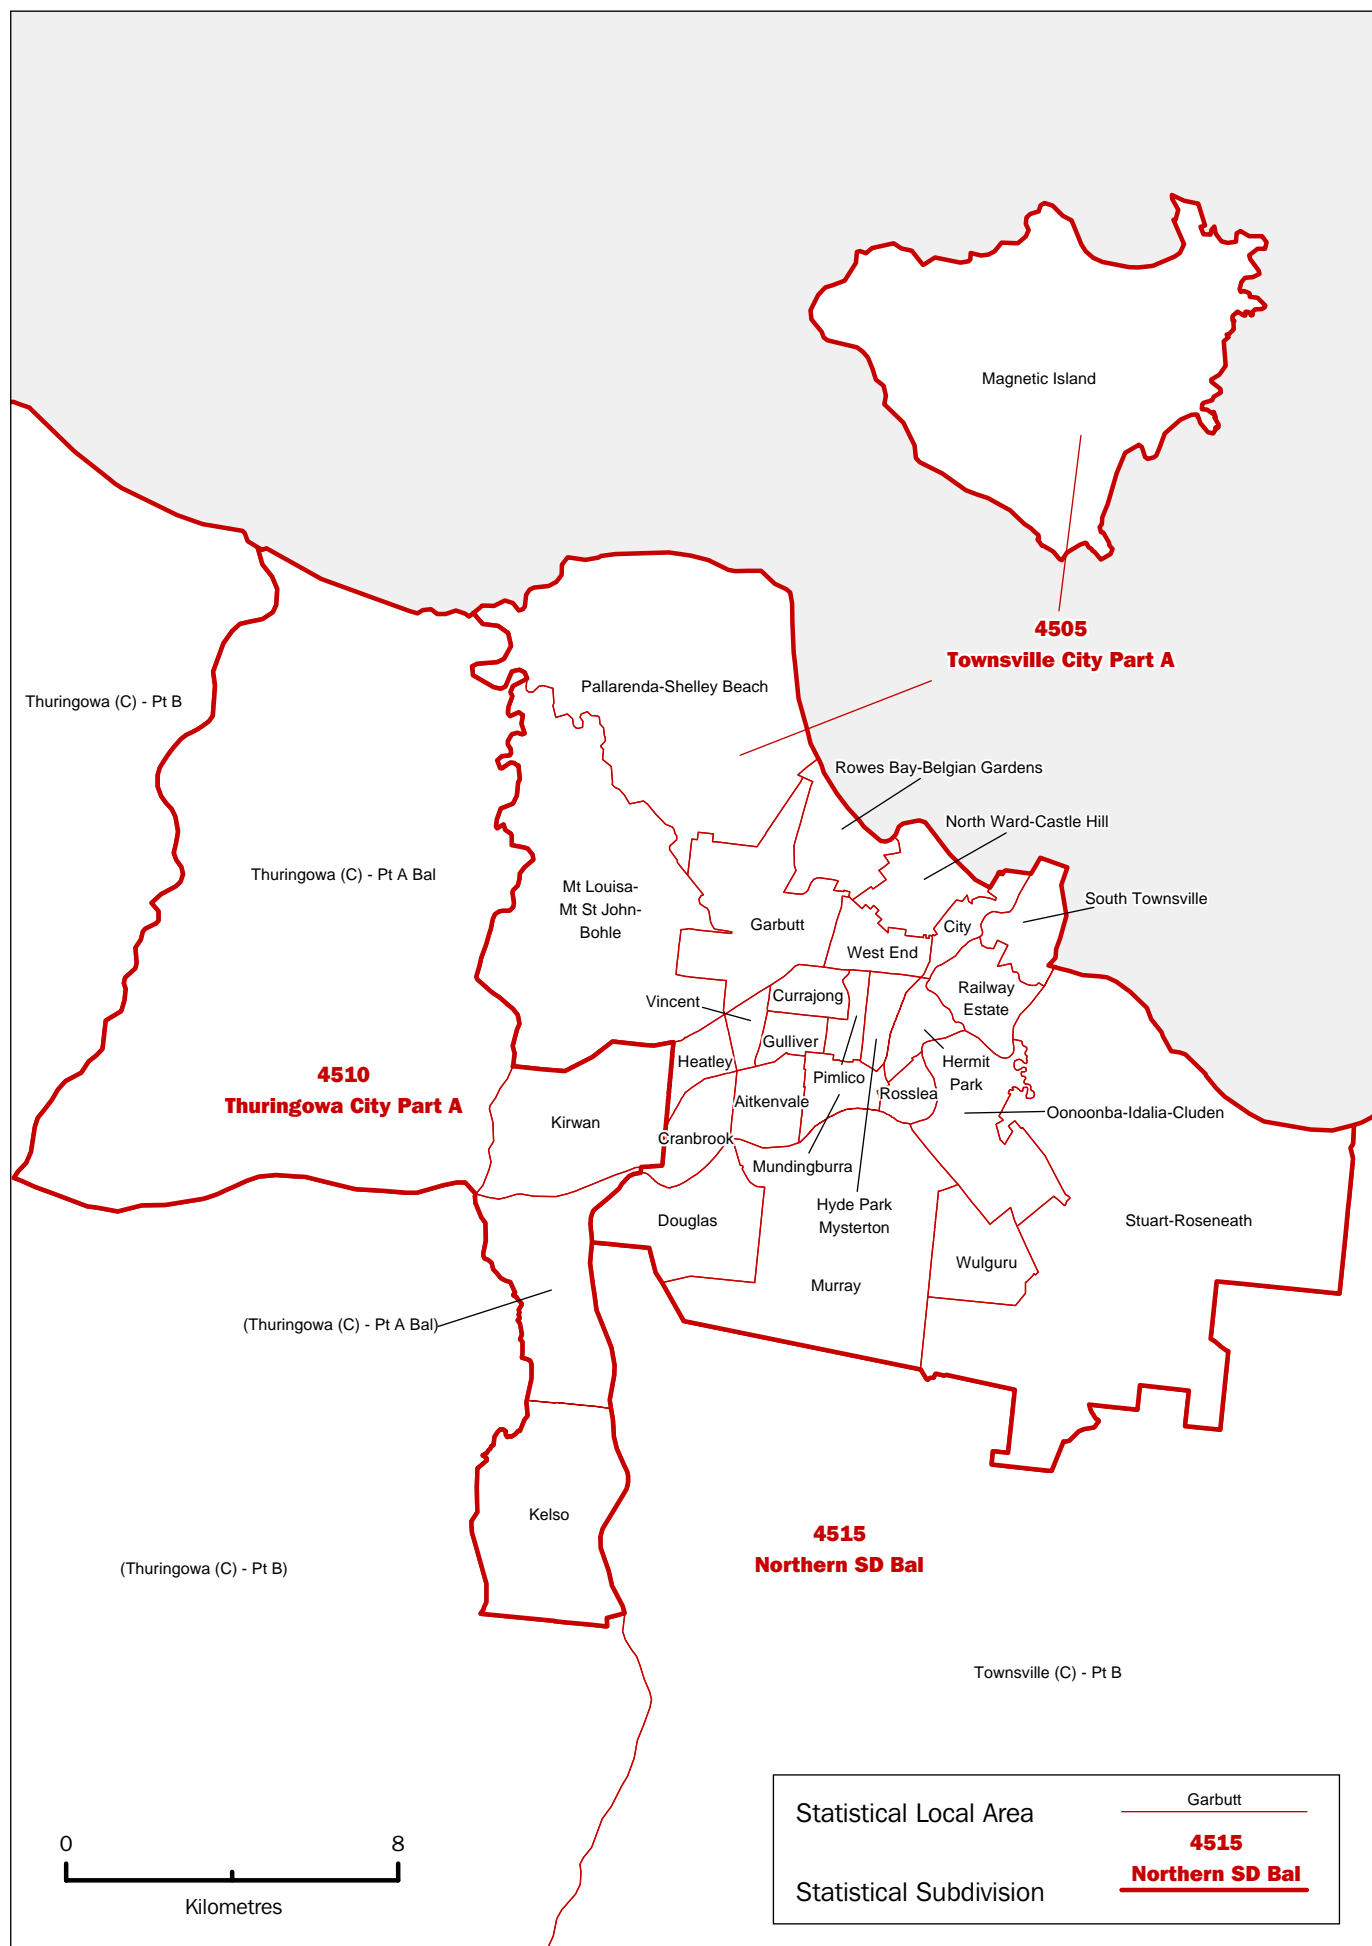 Magnetic Island
4505
Townsville City Part A
Pallarenda-Shelley Beach
Thuringowa (C) - Pt B
Rowes Bay-Belgian Gardens
North Ward-Castle Hill
Thuringowa (C) - Pt A Bal
Mt Louisa-
Mt St John-
Bohle
South Townsville
Garbutt
City
West End
Railway
Estate
Vincent
Currajong
Gulliver
Heatley
Hermit
Park
4510
Thuringowa City Part A
Pimlico
Rosslea
Aitkenvale
Oonoonba-Idalia-Cluden
Kirwan
Cranbrook
Mundingburra
Hyde Park
Mysterton
Douglas
Stuart-Roseneath
Wulguru
Murray
(Thuringowa (C) - Pt A Bal)
Kelso
4515
Northern SD Bal
(Thuringowa (C) - Pt B)
Townsville (C) - Pt B
Statistical Local Area
Garbutt
4515
Northern SD Bal
Statistical Subdivision
0 8
Kilometres